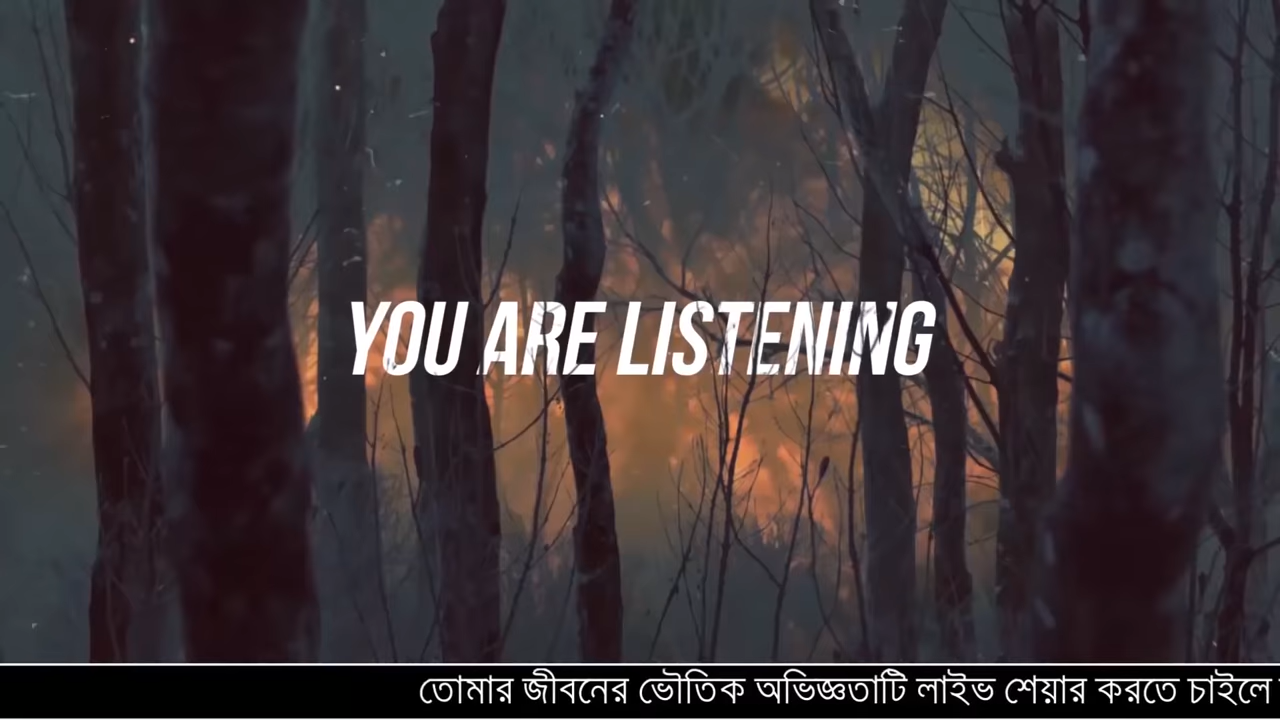 YOU ARE LISTENING
তোমার জীবনের ভৌতিক অভিজ্ঞতাটি লাইভ শেয়ার করতে চাইলে